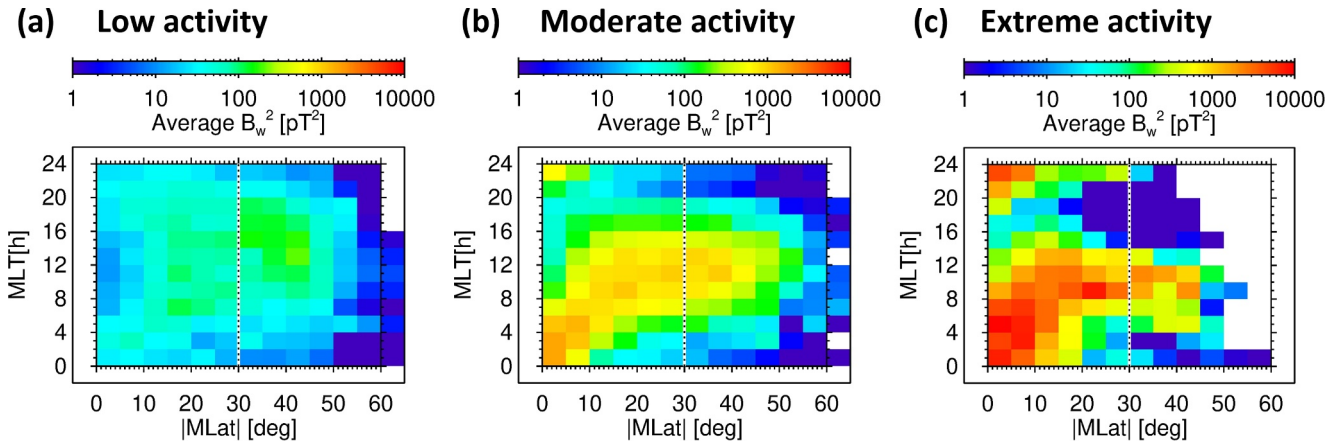 (a) Low activity
1 10 100 1000 10000
Average B_w^2 [pT^2]
MLT[h]
24
20
16
12
8
4
0
0 10 20 30 40 50 60
|MLat| [deg]
(b) Moderate activity
1 10 100 1000 10000
Average B_w^2 [pT^2]
MLT[h]
24
20
16
12
8
4
0
0 10 20 30 40 50 60
|MLat| [deg]
(c) Extreme activity
1 10 100 1000 10000
Average B_w^2 [pT^2]
MLT[h]
24
20
16
12
8
4
0
0 10 20 30 40 50 60
|MLat| [deg]